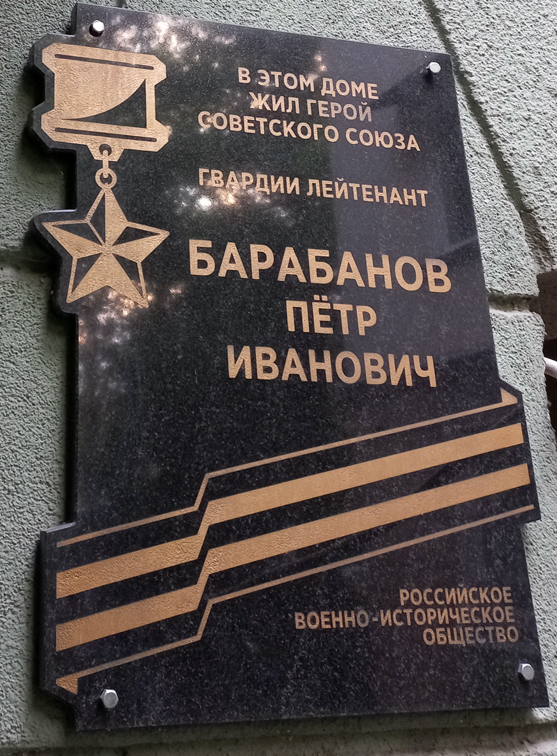 В ЭТОМ ДОМЕ
ЖИЛ ГЕРОЙ
СОВЕТСКОГО СОЮЗА
ГВАРДИИ ЛЕЙТЕНАНТ
БАРАБАНОВ
ПЁТР
ИВАНОВИЧ
РОССИЙСКОЕ
ВОЕННО-ИСТОРИЧЕСКОЕ
ОБЩЕСТВО